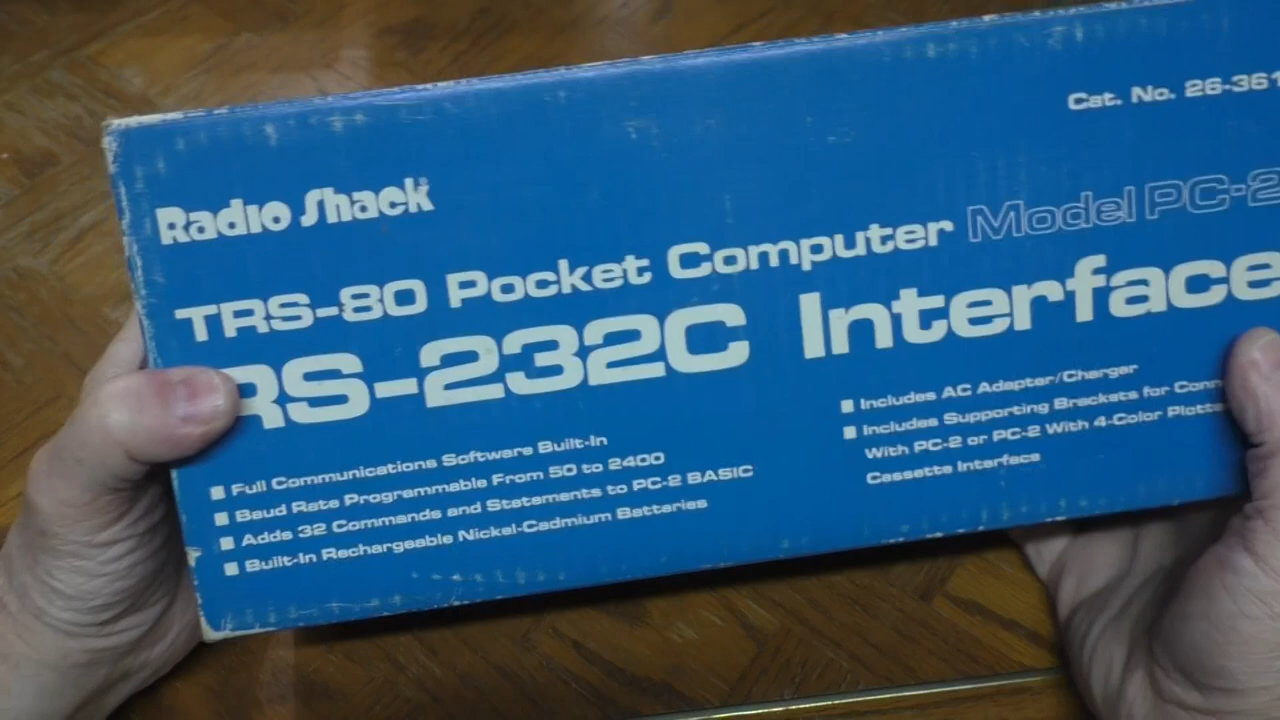 Cat. No. 26-361
Radio Shack
TRS-80 Pocket Computer Model PC-2
RS-232C Interface
■ Full Communications Software Built-In
■ Baud Rate Programmable From 50 to 2400
■ Adds 32 Commands and Statements to PC-2 BASIC
■ Built-In Rechargeable Nickel-Cadmium Batteries
■ Includes AC Adapter/Charger
■ Includes Supporting Brackets for
With PC-2 or PC-2 With 4-Color
Cassette Interface